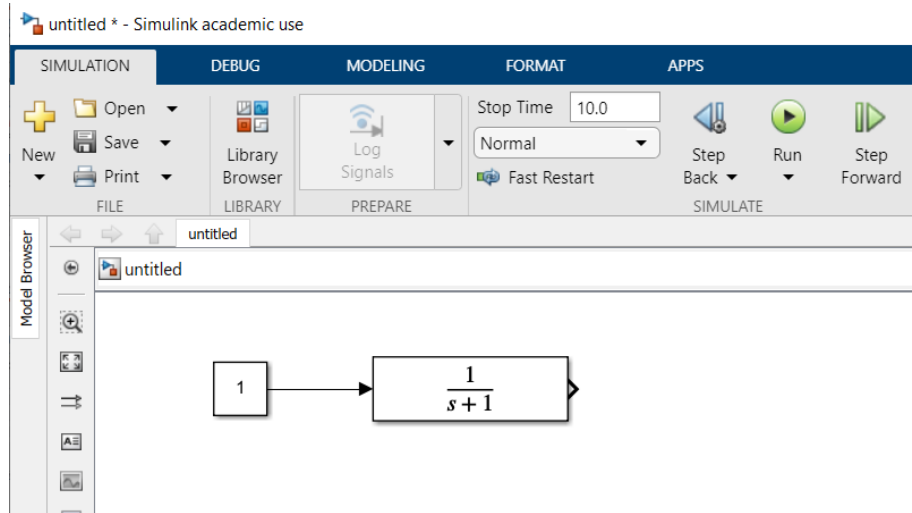 untitled * - Simulink academic use
SIMULATION DEBUG MODELING FORMAT APPS
New
Open
Save
Print
FILE
Library
Browser
LIBRARY
Log
Signals
PREPARE
Stop Time 10.0
Normal
Fast Restart
Step
Back
Run
Step
Forward
SIMULATE
Model Browser
untitled
untitled
A
1
1
s + 1